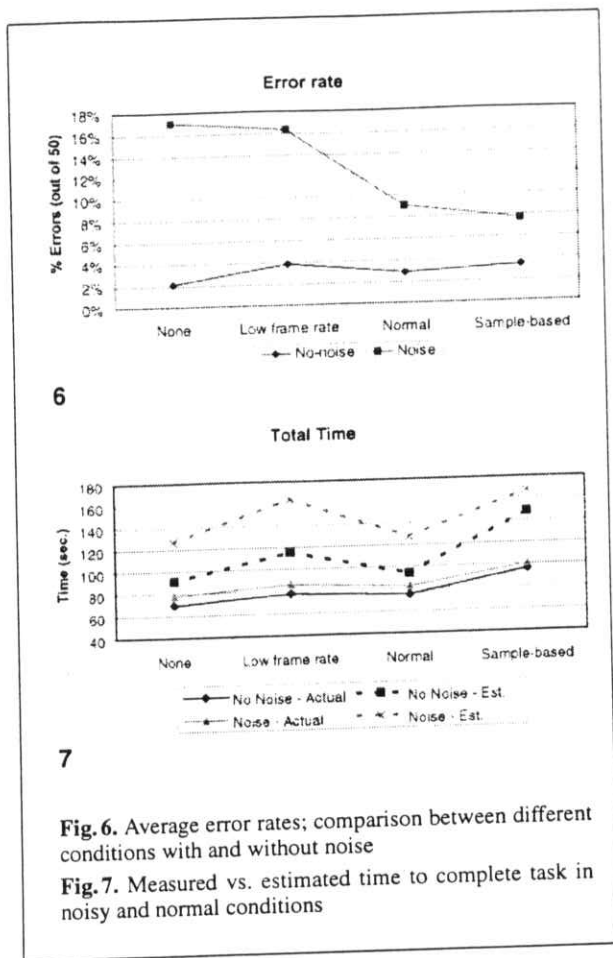 Error rate
18%
16%
14%
12%
10%
8%
6%
4%
2%
0%
% Errors (out of 50)
None Low frame rate Normal Sample-based
No-noise Noise
6
Total Time
180
160
140
120
100
80
60
40
Time (sec.)
None Low frame rate Normal Sample-based
No Noise - Actual No Noise - Est.
Noise - Actual Noise - Est.
7
Fig. 6. Average error rates; comparison between different
conditions with and without noise
Fig. 7. Measured vs. estimated time to complete task in
noisy and normal conditions